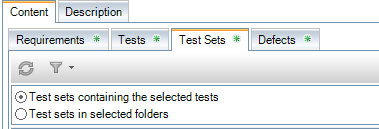 Content Description
Requirements * Tests * Test Sets * Defects *
Test sets containing the selected tests
Test sets in selected folders